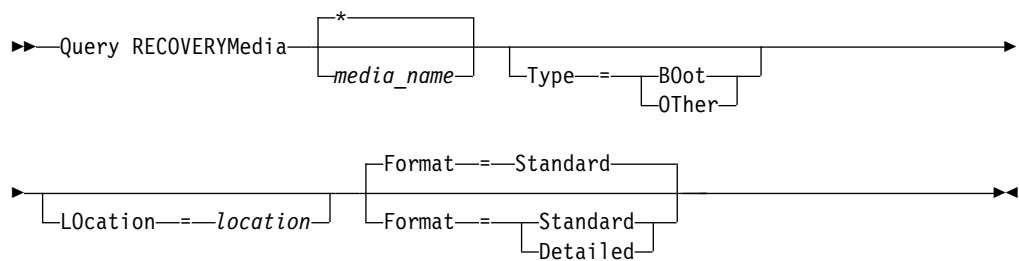 *
Query RECOVERYMedia
media_name
Type = BOot
OTher
Format = Standard
LOcation = location
Format = Standard
Detailed